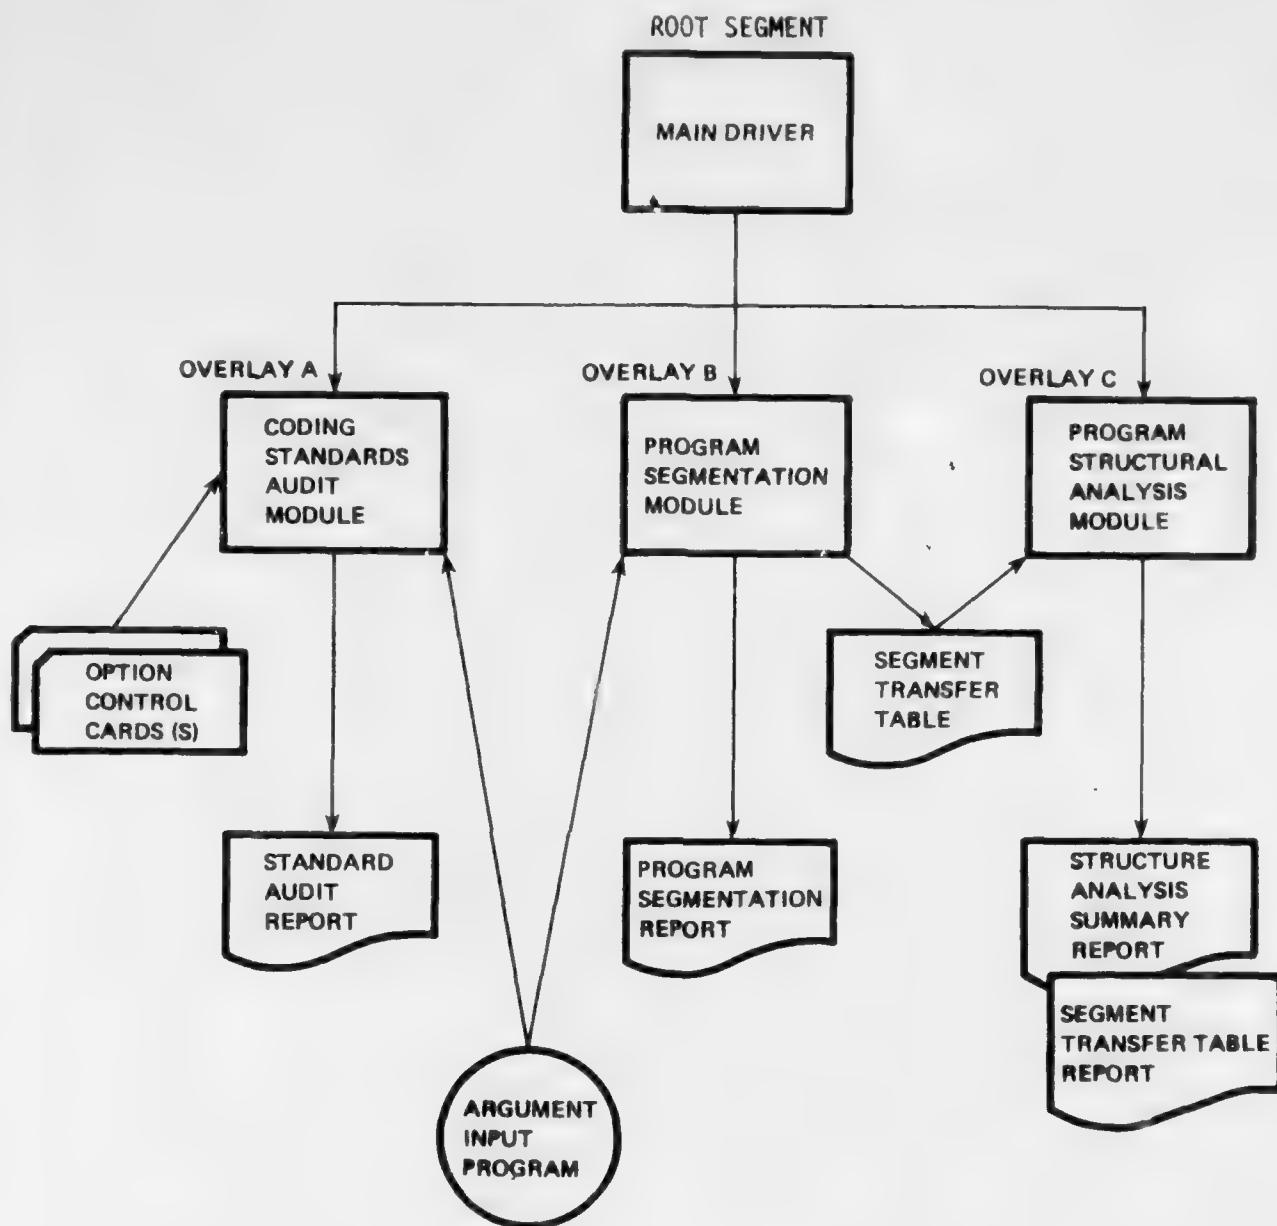 ROOT SEGMENT
MAIN DRIVER
OVERLAY A
CODING
STANDARDS
AUDIT
MODULE
OVERLAY B
PROGRAM
SEGMENTATION
MODULE
OVERLAY C
PROGRAM
STRUCTURAL
ANALYSIS
MODULE
OPTION
CONTROL
CARDS (S)
SEGMENT
TRANSFER
TABLE
STANDARD
AUDIT
REPORT
PROGRAM
SEGMENTATION
REPORT
STRUCTURE
ANALYSIS
SUMMARY
REPORT
SEGMENT
TRANSFER TABLE
REPORT
ARGUMENT
INPUT
PROGRAM